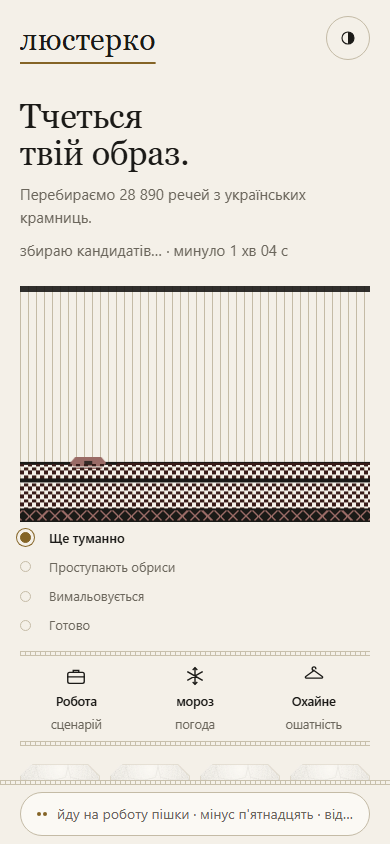 люстерко
Тчеться
твій образ.
Перебираємо 28 890 речей з українських
крамниць.
збираю кандидатів... · минуло 1 хв 04 с
Ще туманно
Проступають обриси
Вимальовується
Готово
Робота
мороз
Охайне
сценарій
погода
ошатність
йду на роботу пішки · мінус п'ятнадцять · від...